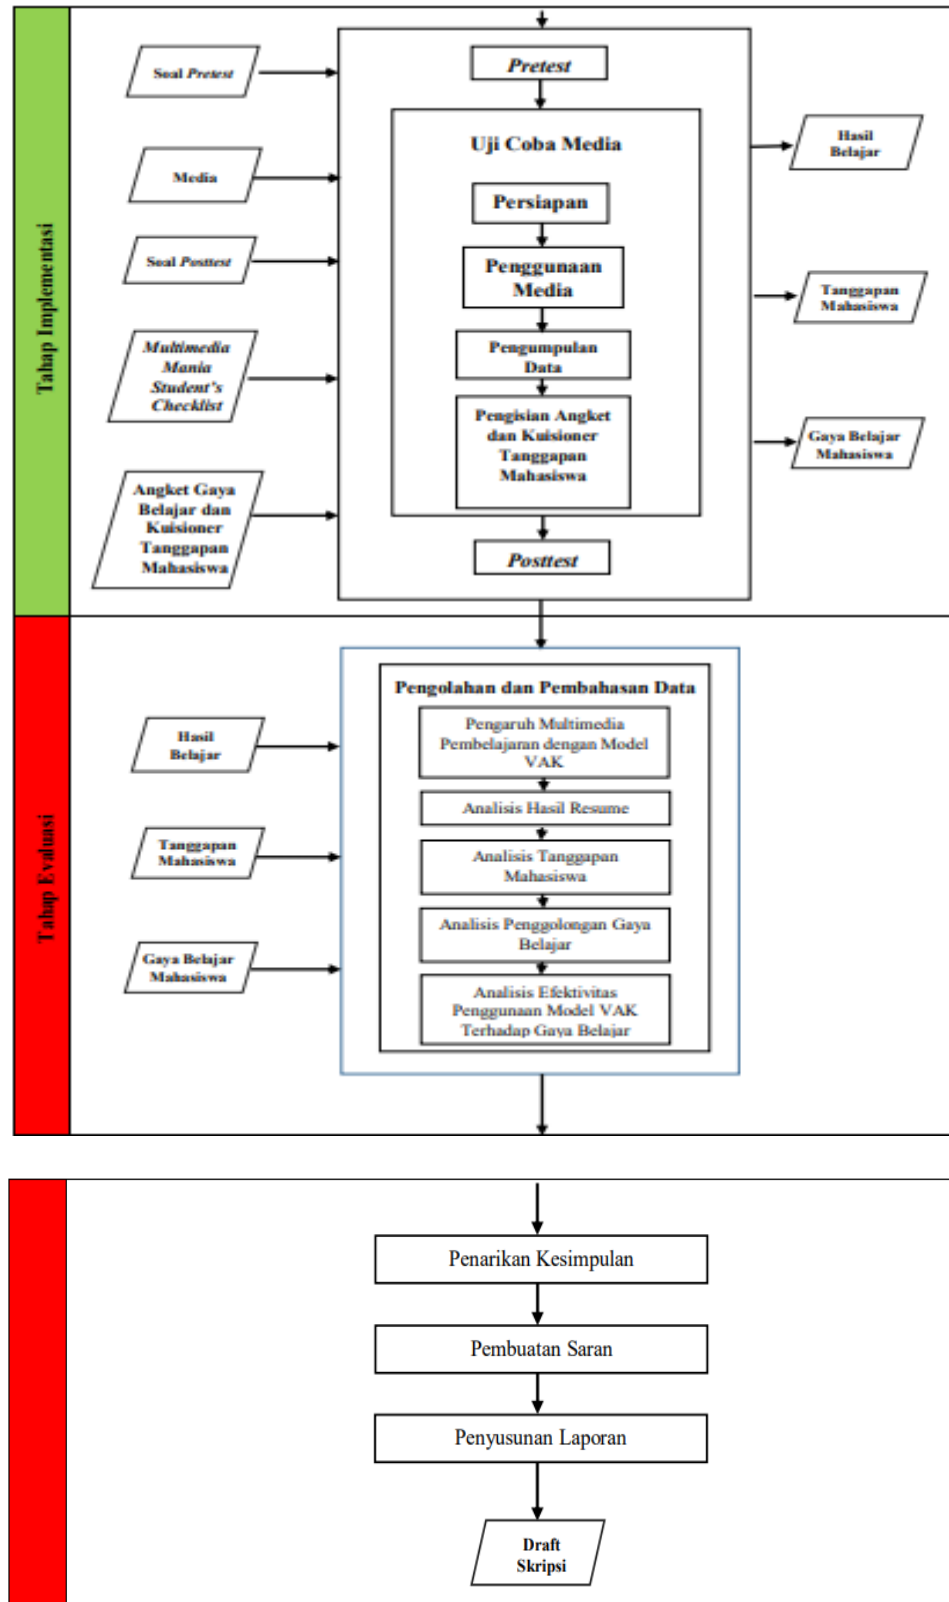 Tahap Implementasi
Soal Pretest
Media
Soal Posttest
Multimedia
Mania
Student's
Checklist
Angket Gaya
Belajar dan
Kuisioner
Tanggapan
Mahasiswa
Pretest
Uji Coba Media
Persiapan
Penggunaan
Media
Pengumpulan
Data
Pengisian Angket
dan Kuisioner
Tanggapan
Mahasiswa
Posttest
Hasil
Belajar
Tanggapan
Mahasiswa
Gaya Belajar
Mahasiswa
Tahap Evaluasi
Hasil
Belajar
Tanggapan
Mahasiswa
Gaya Belajar
Mahasiswa
Pengolahan dan Pembahasan Data
Pengaruh Multimedia
Pembelajaran dengan Model
VAK
Analisis Hasil Resume
Analisis Tanggapan
Mahasiswa
Analisis Penggolongan Gaya
Belajar
Analisis Efektivitas
Penggunaan Model VAK
Terhadap Gaya Belajar
Penarikan Kesimpulan
Pembuatan Saran
Penyusunan Laporan
Draft
Skripsi